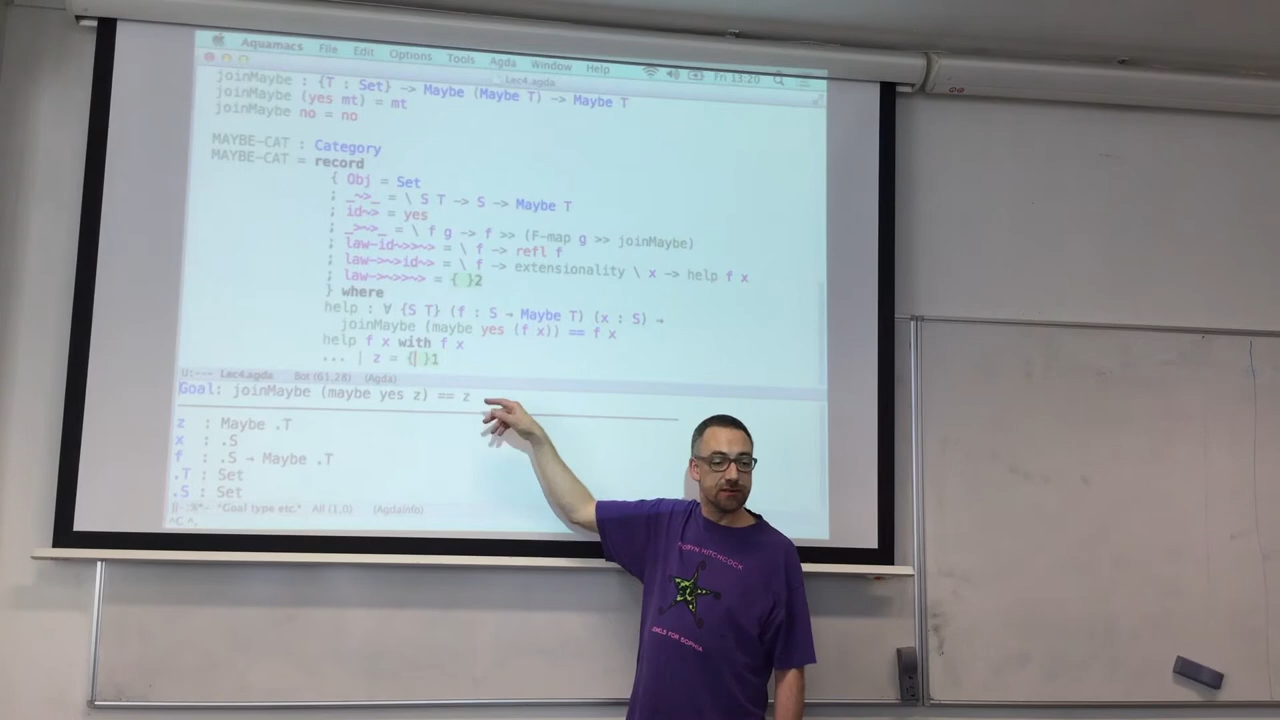 Aquamacs File Edit Options Tools Agda Window Help Fri 13:20
Lec4.agda
joinMaybe : {T : Set} -> Maybe (Maybe T) -> Maybe T
joinMaybe (yes mt) = mt
joinMaybe no = no
MAYBE-CAT : Category
MAYBE-CAT = record
{ Obj = Set
; _~>_ = \ S T -> S -> Maybe T
; id~> = yes
; _>~>_ = \ f g -> f >> (F-map g >> joinMaybe)
; law-id~>>~> = \ f -> refl f
; law->~>id~> = \ f -> extensionality \ x -> help f x
; law->~>>~> = { }2
} where
help : ∀ {S T} (f : S → Maybe T) (x : S) →
joinMaybe (maybe yes (f x)) == f x
help f x with f x
... | z = { }1
U:--- Lec4.agda Bot (61,28) (Agda)
Goal: joinMaybe (maybe yes z) == z
z : Maybe .T
x : .S
f : .S → Maybe .T
.T : Set
.S : Set
*Goal type etc.* All (1,0) (AgdaInfo)
^C ^,
ROBYN HITCHCOCK
JEWELS FOR SOPHIA